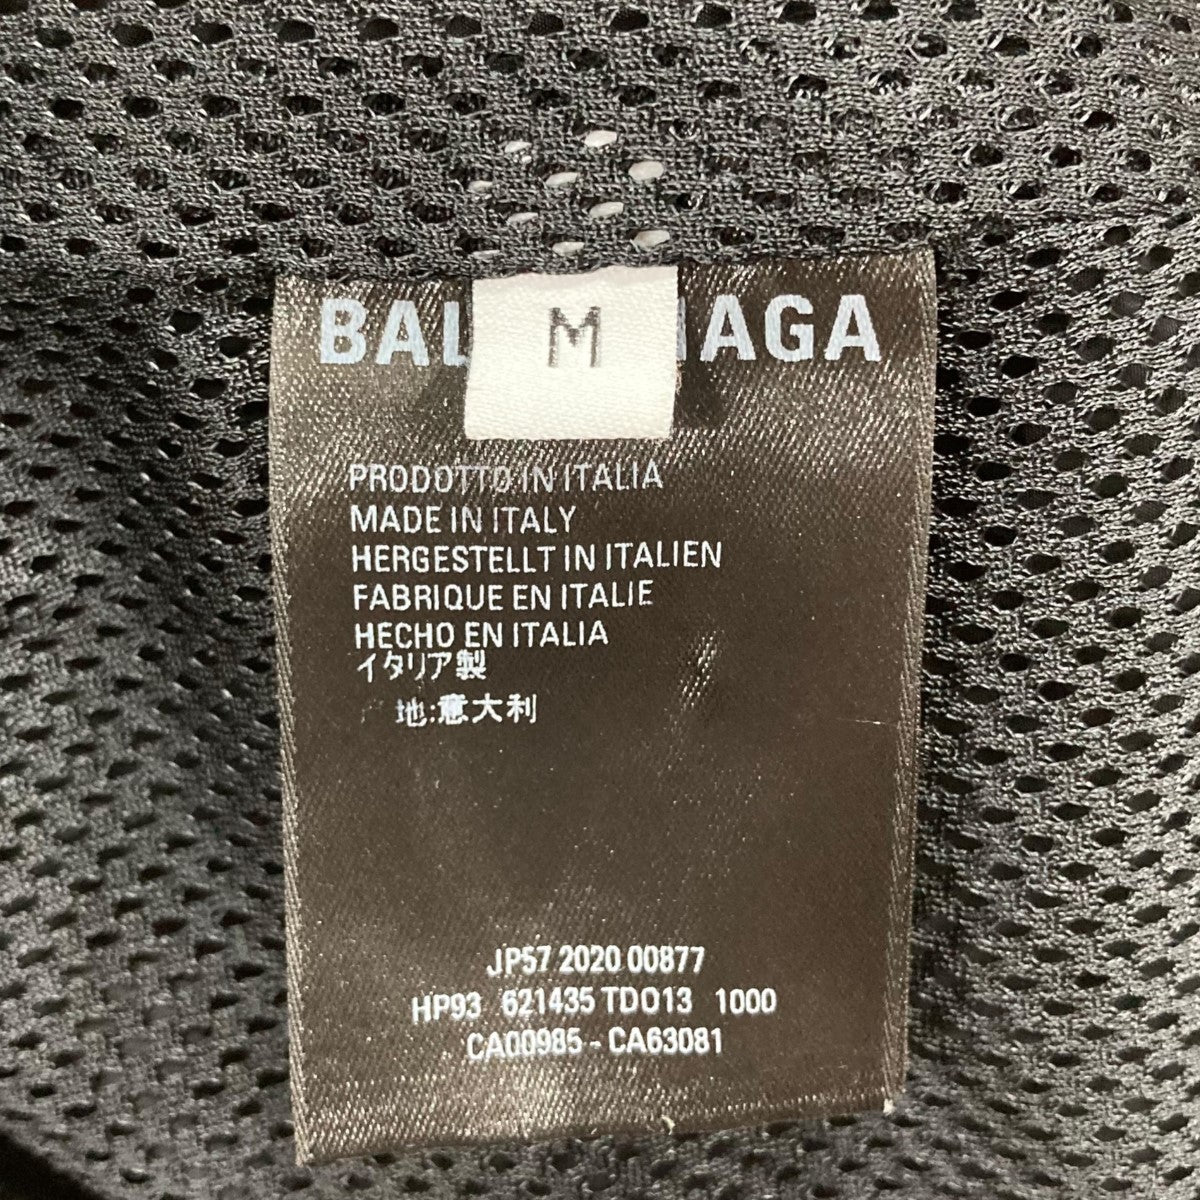 BAL M NAGA
PRODOTTO IN ITALIA
MADE IN ITALY
HERGESTELLT IN ITALIEN
FABRIQUE EN ITALIE
HECHO EN ITALIA
イタリア製
地:意大利
JP57 2020 00877
HP93 621435 TDO13 1000
CA00985 - CA63081